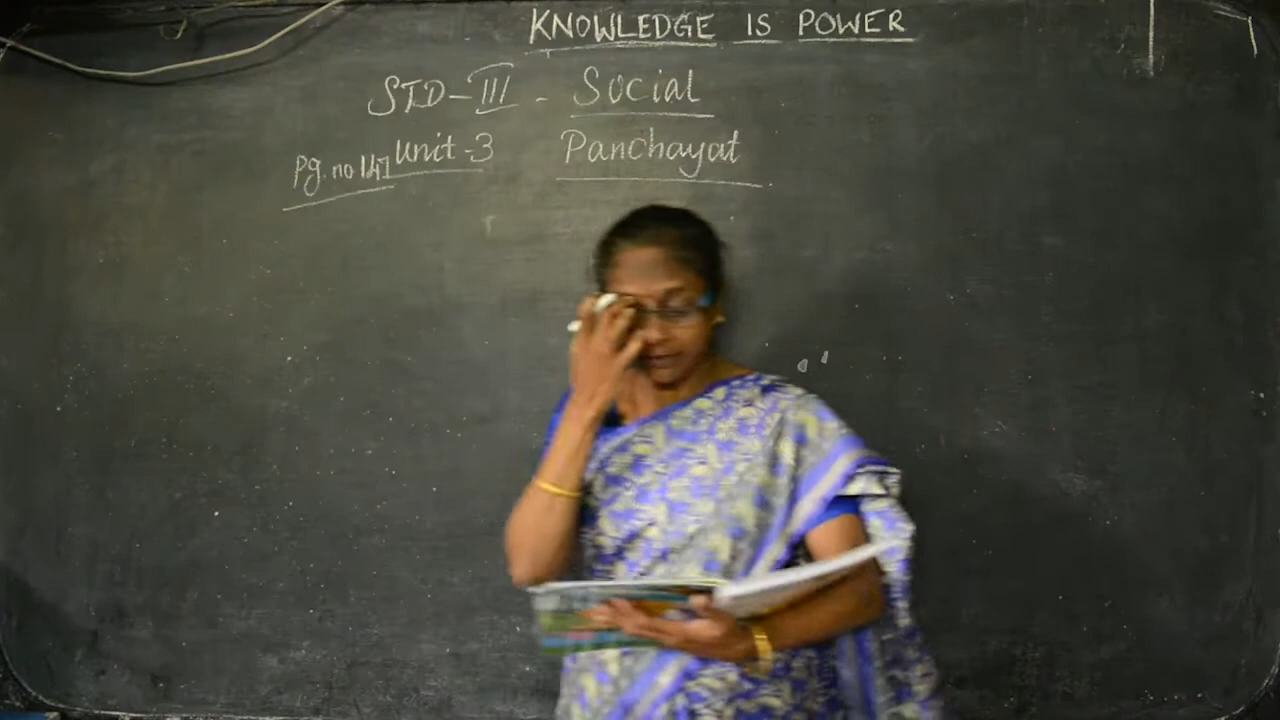 KNOWLEDGE IS POWER
STD-III - Social
Pg. no 147 Unit-3 Panchayat